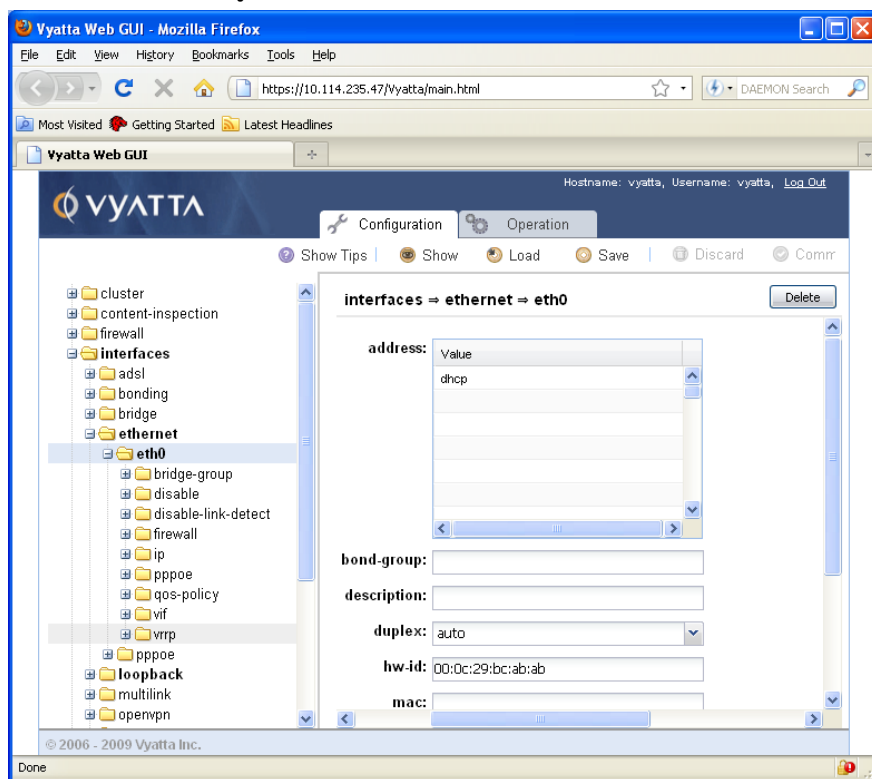 Vyatta Web GUI - Mozilla Firefox
File Edit View History Bookmarks Tools Help
https://10.114.235.47/Vyatta/main.html
DAEMON Search
Most Visited Getting Started Latest Headlines
Vyatta Web GUI
Hostname: vyatta, Username: vyatta, Log Out
VYATTA
Configuration Operation
Show Tips Show Load Save Discard Comm
cluster
content-inspection
firewall
interfaces
adsl
bonding
bridge
ethernet
eth0
bridge-group
disable
disable-link-detect
firewall
ip
pppoe
qos-policy
vif
vrrp
pppoe
loopback
multilink
openvpn
interfaces ⇒ ethernet ⇒ eth0 Delete
address:
Value
dhcp
bond-group:
description:
duplex: auto
hw-id: 00:0c:29:bc:ab:ab
mac:
© 2006 - 2009 Vyatta Inc.
Done